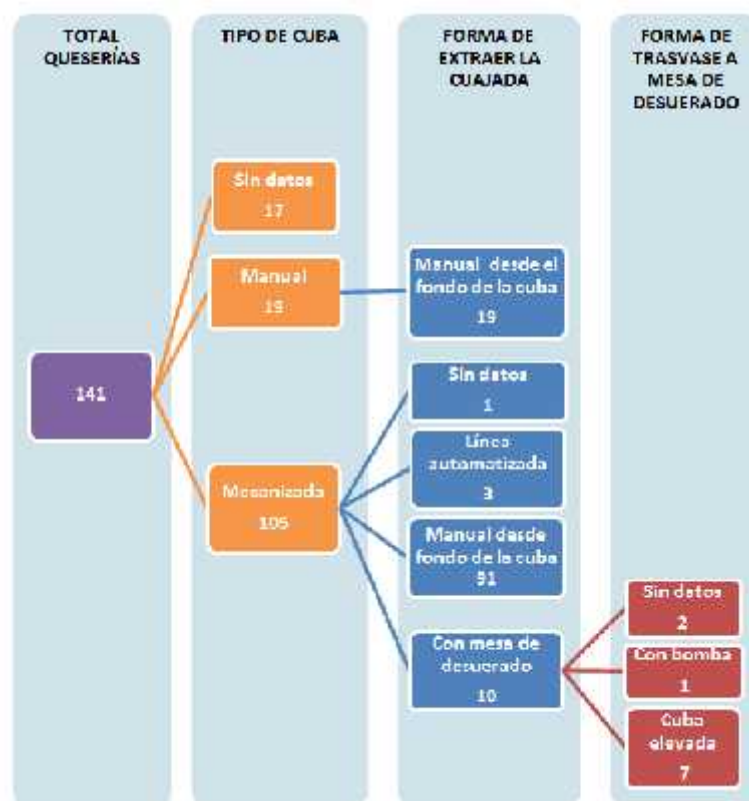 TOTAL
QUESERÍAS
TIPO DE CUBA
FORMA DE
EXTRAER LA
CUAJADA
FORMA DE
TRASVASE A
MESA DE
DESUERADO
141
Sin datos
17
Manual
19
Mecanizada
105
Manual desde el
fondo de la cuba
19
Sin datos
1
Línea
automatizada
3
Manual desde
fondo de la cuba
91
Con mesa de
desuerado
10
Sin datos
2
Con bomba
1
Cuba
elevada
7